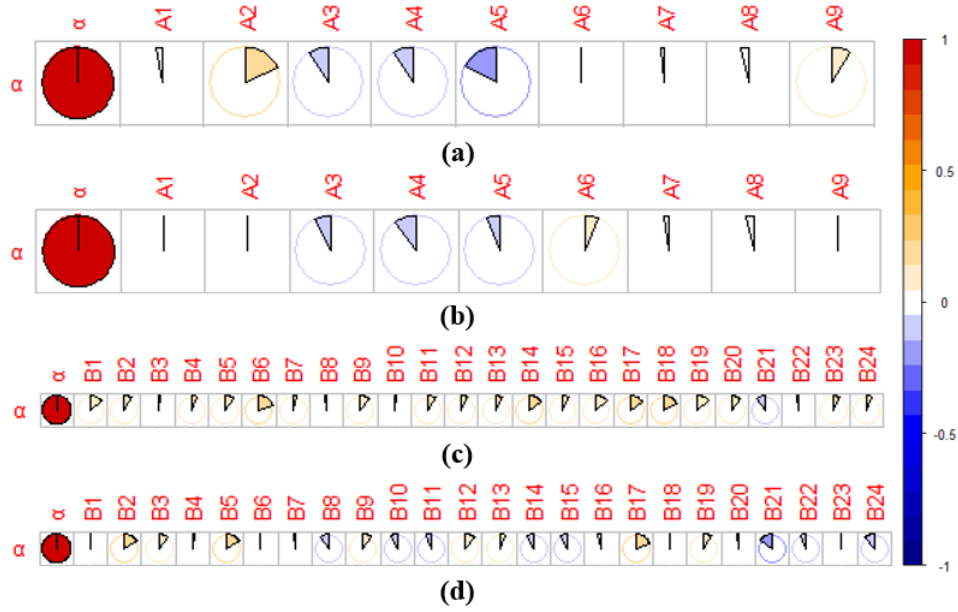 α A1 A2 A3 A4 A5 A6 A7 A8 A9
α
(a)
α A1 A2 A3 A4 A5 A6 A7 A8 A9
α
(b)
α B1 B2 B3 B4 B5 B6 B7 B8 B9 B10 B11 B12 B13 B14 B15 B16 B17 B18 B19 B20 B21 B22 B23 B24
α
(c)
α B1 B2 B3 B4 B5 B6 B7 B8 B9 B10 B11 B12 B13 B14 B15 B16 B17 B18 B19 B20 B21 B22 B23 B24
α
(d)
1
0.5
0
-0.5
-1